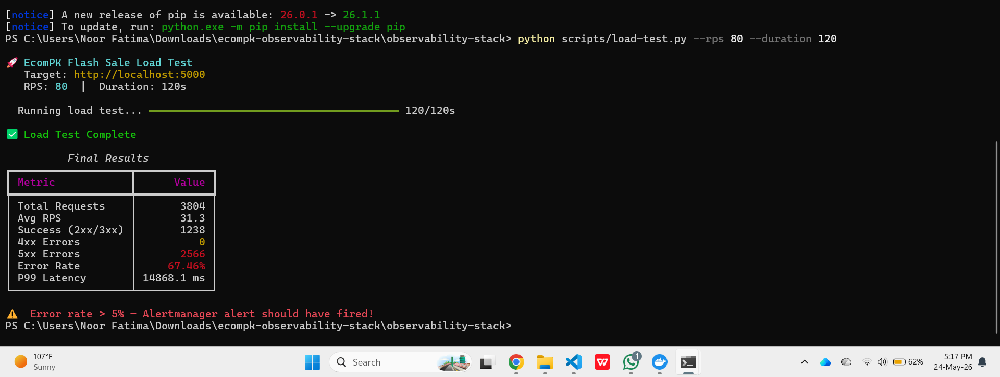 [notice] A new release of pip is available: 26.0.1 -> 26.1.1
[notice] To update, run: python.exe -m pip install --upgrade pip
PS C:\Users\Noor Fatima\Downloads\ecompk-observability-stack\observability-stack> python scripts/load-test.py --rps 80 --duration 120
🚀 EcomPK Flash Sale Load Test
Target: http://localhost:5000
RPS: 80 | Duration: 120s
Running load test... 120/120s
✅ Load Test Complete
Final Results
Metric Value
Total Requests 3804
Avg RPS 31.3
Success (2xx/3xx) 1238
4xx Errors 0
5xx Errors 2566
Error Rate 67.46%
P99 Latency 14868.1 ms
⚠ Error rate > 5% — Alertmanager alert should have fired!
PS C:\Users\Noor Fatima\Downloads\ecompk-observability-stack\observability-stack>
107°F
Sunny
Search
1
62%
5:17 PM
24-May-26